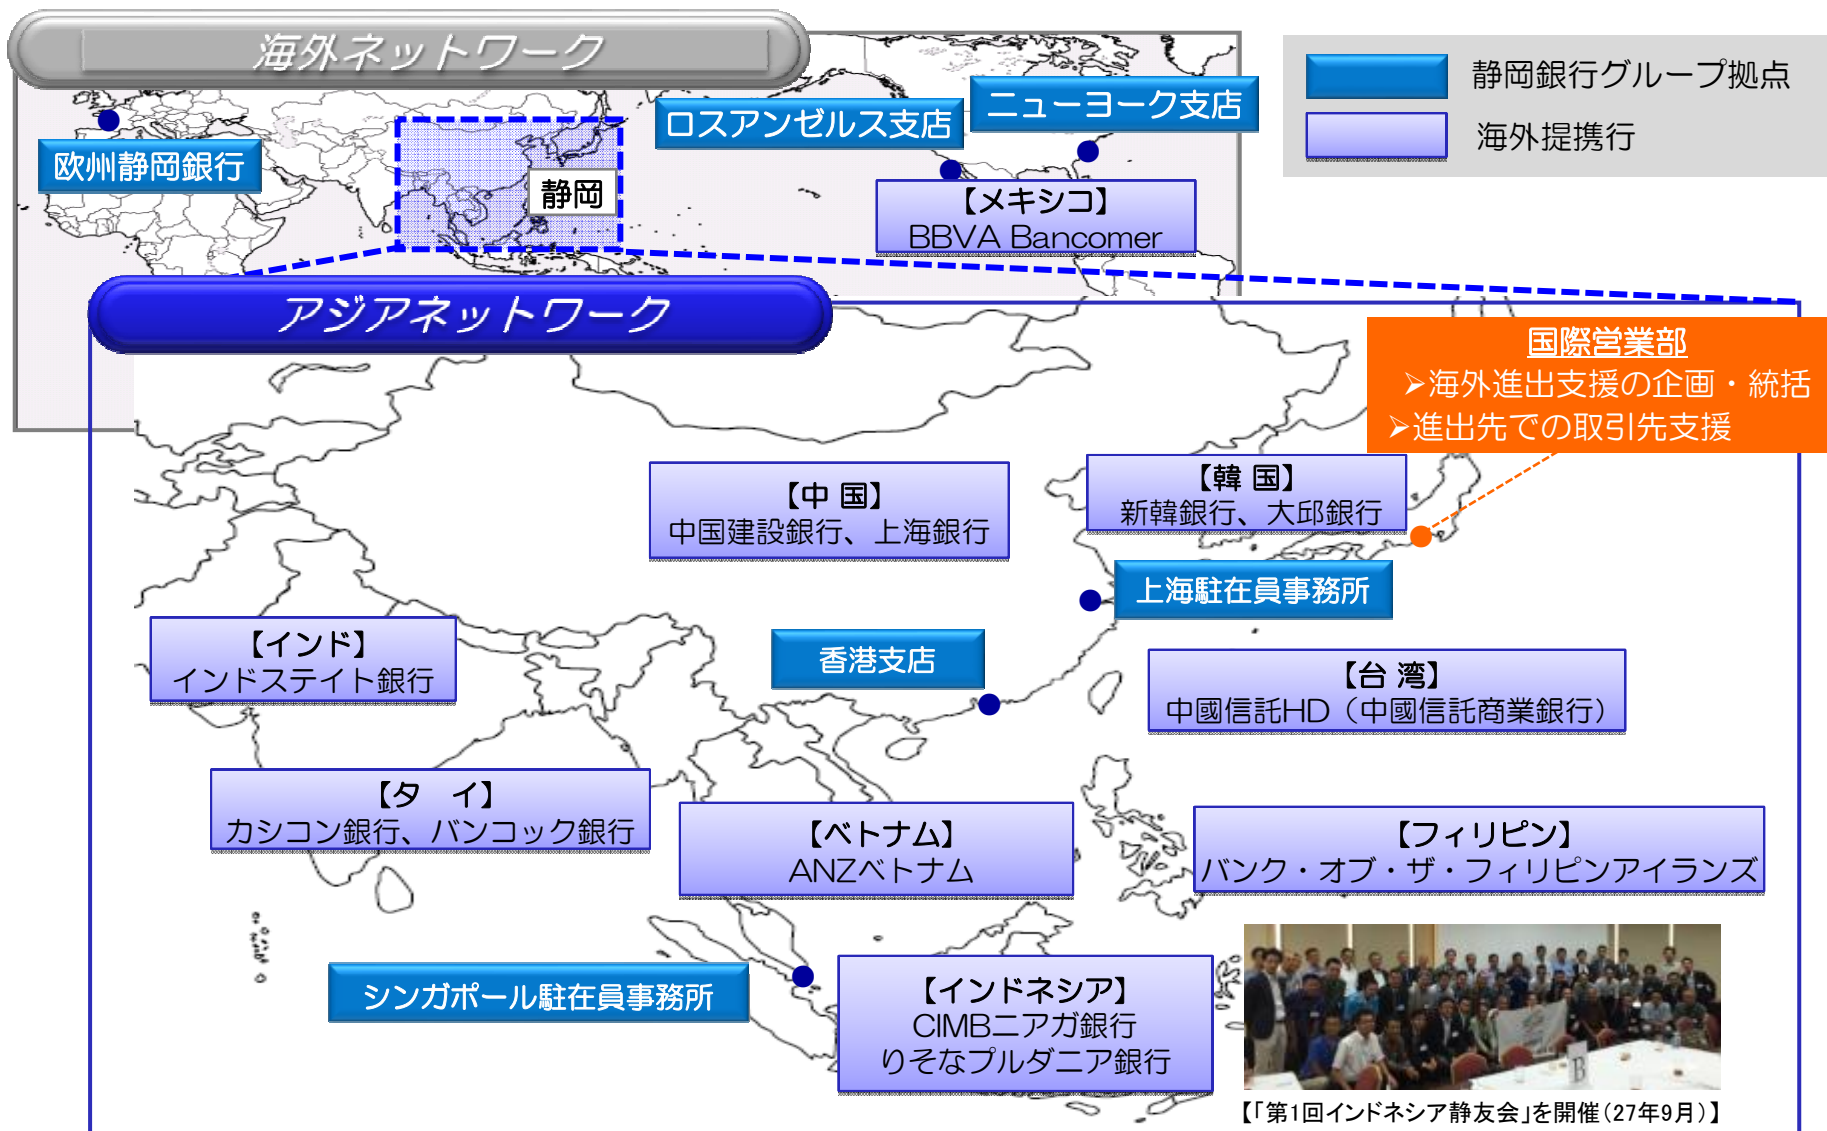 海外ネットワーク
静岡銀行グループ拠点
海外提携行
ニューヨーク支店
ロスアンゼルス支店
欧州静岡銀行
静岡
【メキシコ】
BBVA Bancomer
アジアネットワーク
国際営業部
➢海外進出支援の企画・統括
➢進出先での取引先支援
【中 国】
中国建設銀行、上海銀行
【韓 国】
新韓銀行、大邱銀行
上海駐在員事務所
【インド】
インドステイト銀行
香港支店
【台 湾】
中國信託HD（中國信託商業銀行）
【タ　イ】
カシコン銀行、バンコック銀行
【ベトナム】
ANZベトナム
【フィリピン】
バンク・オブ・ザ・フィリピンアイランズ
シンガポール駐在員事務所
【インドネシア】
CIMBニアガ銀行
りそなプルダニア銀行
B
【「第1回インドネシア静友会」を開催（27年9月）】